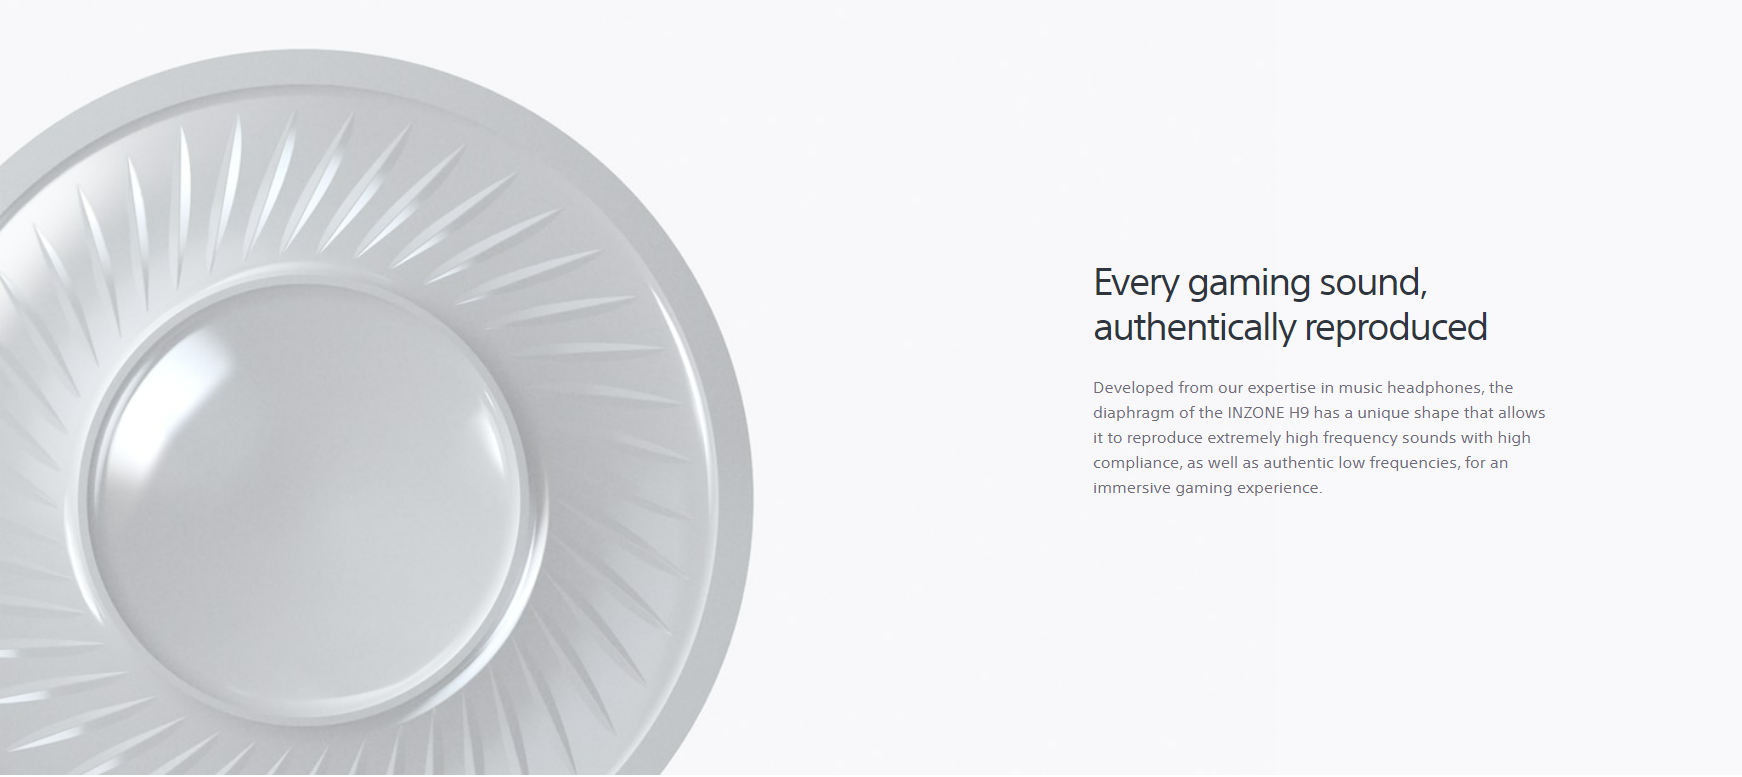 Every gaming sound,
authentically reproduced
Developed from our expertise in music headphones, the
diaphragm of the INZONE H9 has a unique shape that allows
it to reproduce extremely high frequency sounds with high
compliance, as well as authentic low frequencies, for an
immersive gaming experience.